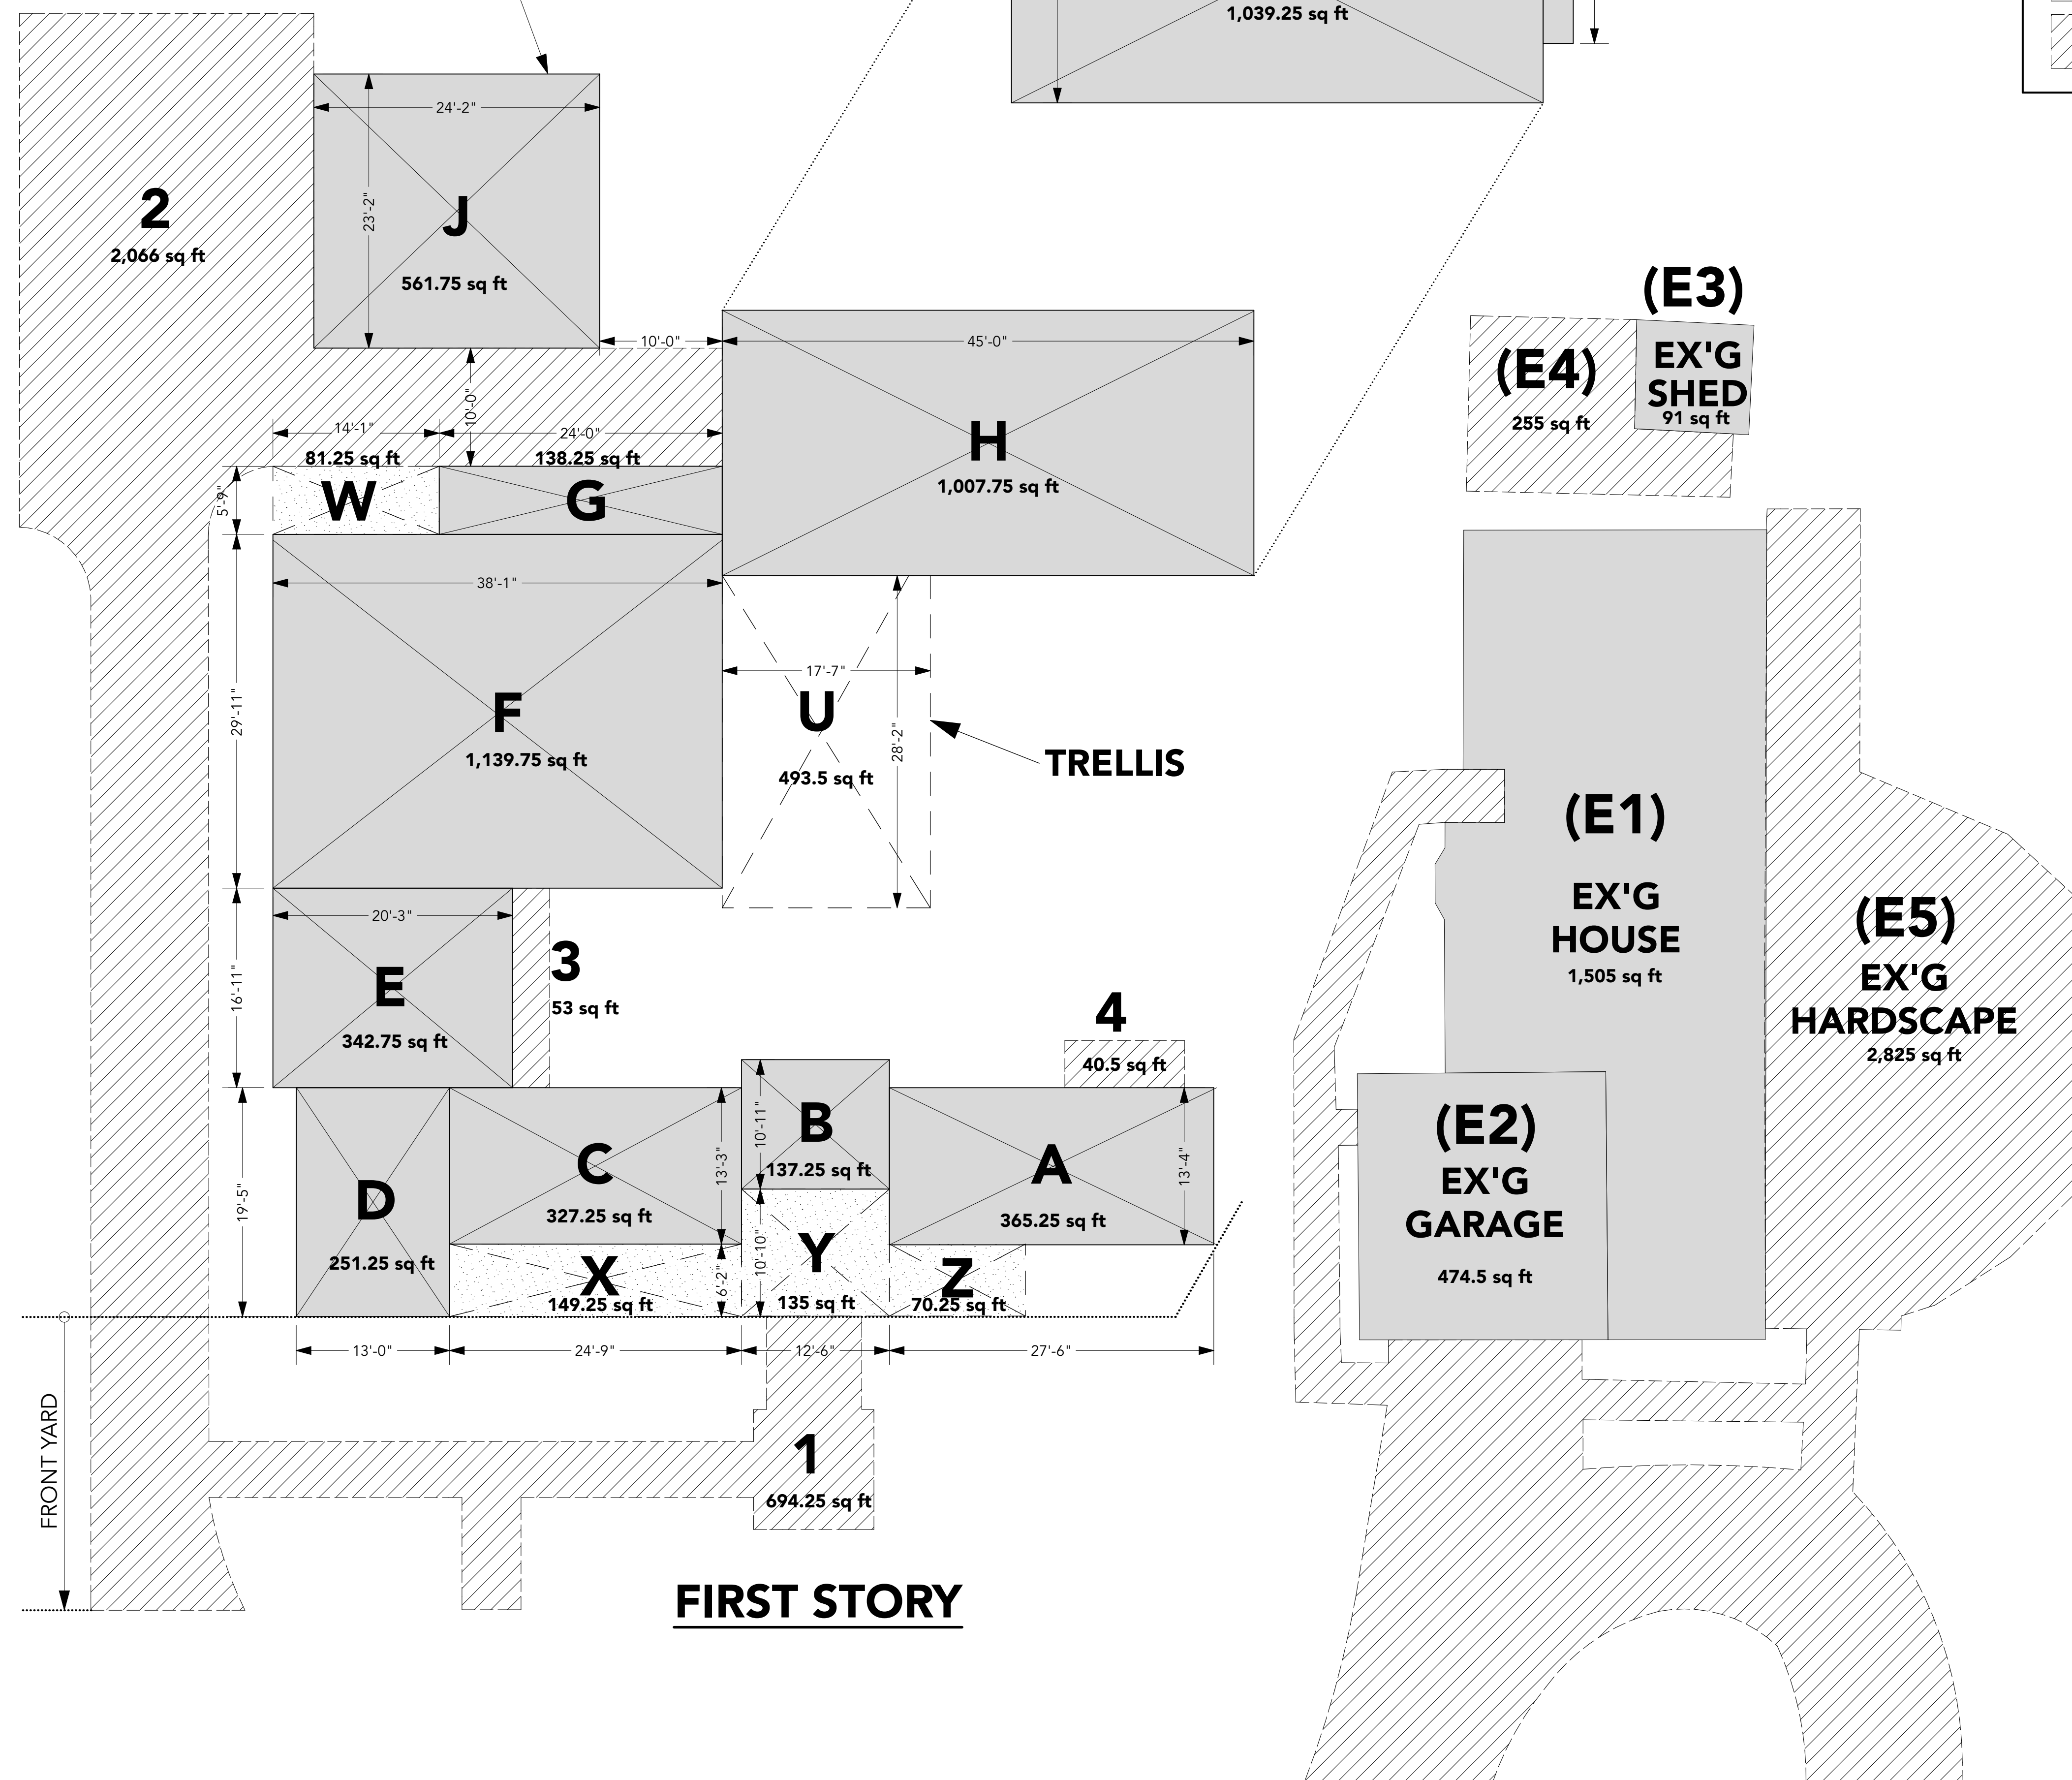 1,039.25 sq ft
24'-2"
23'-2"
J
561.75 sq ft
2
2,066 sq ft
10'-0"
45'-0"
10'-0"
14'-1"
24'-0"
81.25 sq ft
138.25 sq ft
5'-9"
W
G
H
1,007.75 sq ft
(E3)
EX'G
SHED
91 sq ft
(E4)
255 sq ft
38'-1"
29'-11"
F
1,139.75 sq ft
17'-7"
U
28'-2"
493.5 sq ft
TRELLIS
(E1)
EX'G
HOUSE
1,505 sq ft
(E5)
EX'G
HARDSCAPE
2,825 sq ft
20'-3"
16'-11"
E
342.75 sq ft
3
53 sq ft
4
40.5 sq ft
19'-5"
D
251.25 sq ft
C
327.25 sq ft
13'-3"
10'-11"
B
137.25 sq ft
A
365.25 sq ft
13'-4"
X
149.25 sq ft
6'-2"
10'-10"
Y
135 sq ft
Z
70.25 sq ft
(E2)
EX'G
GARAGE
474.5 sq ft
13'-0"
24'-9"
12'-6"
27'-6"
FRONT YARD
1
694.25 sq ft
FIRST STORY